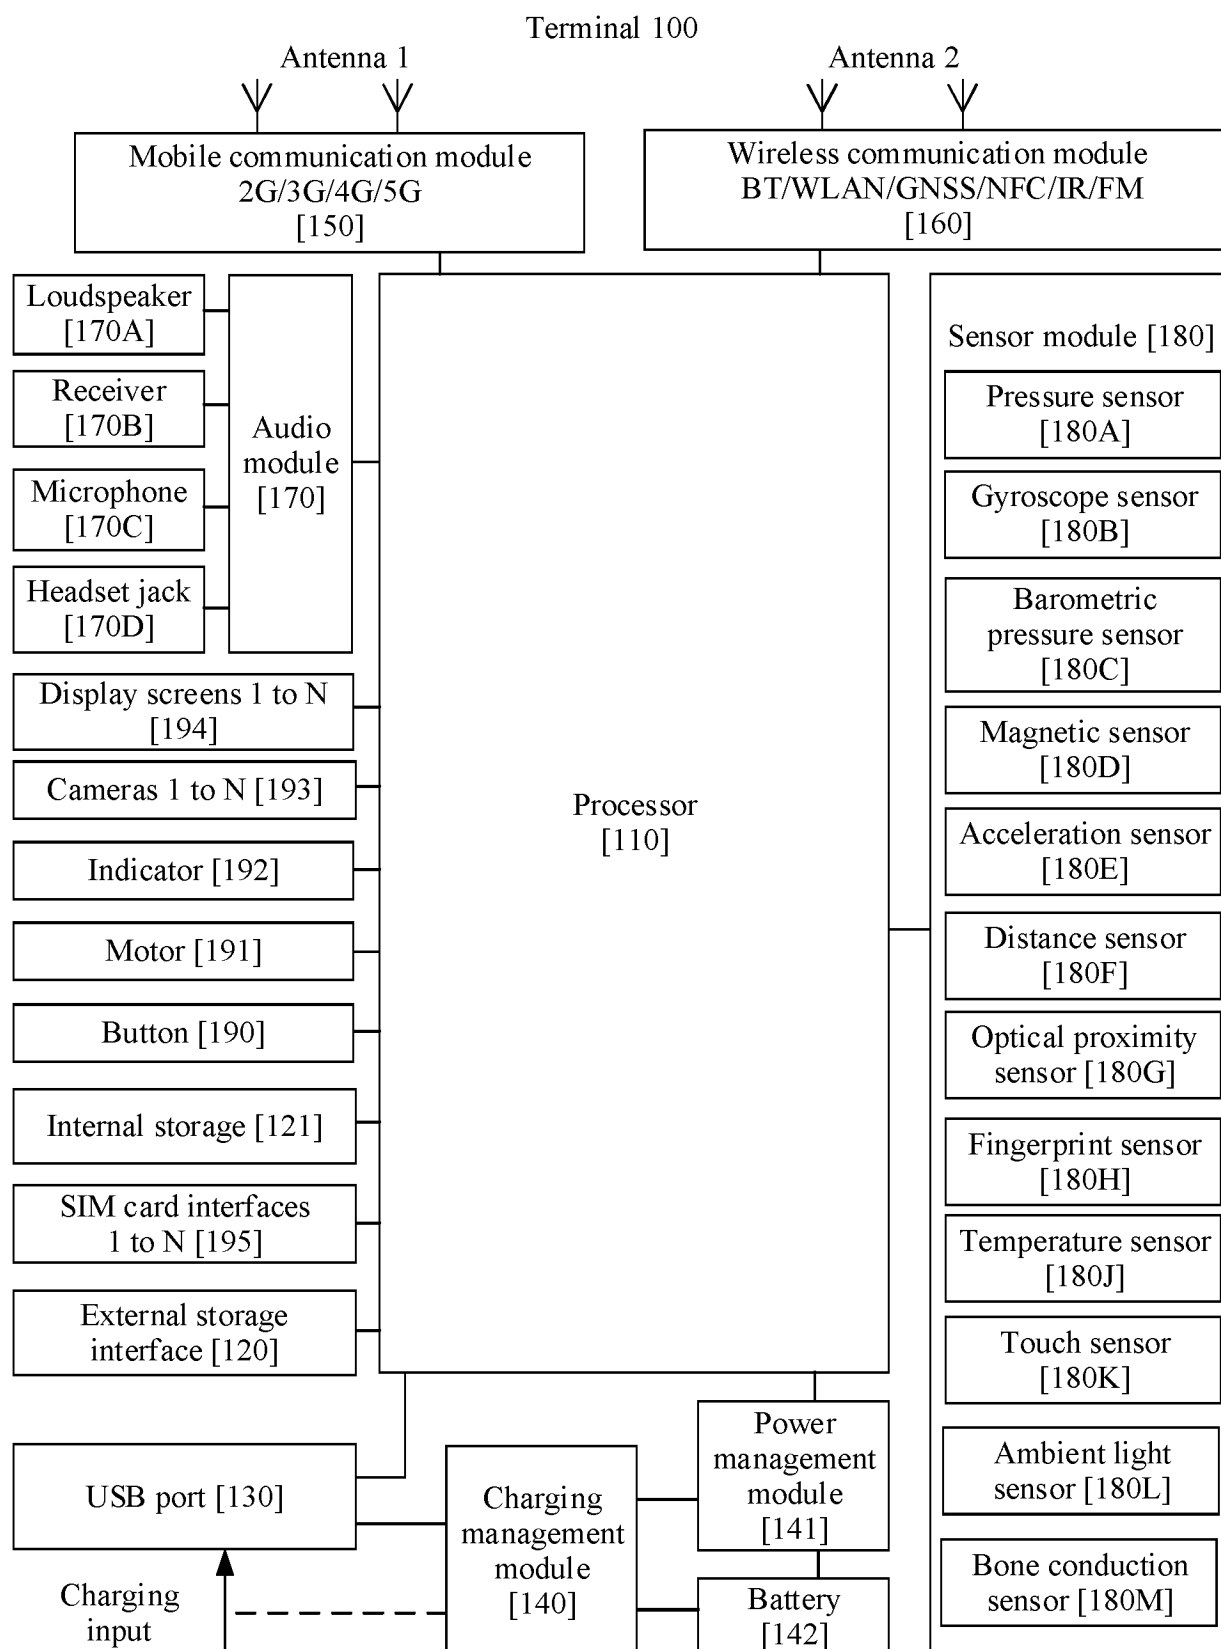 Terminal 100
Antenna 1
Antenna 2
Mobile communication module
2G/3G/4G/5G
[150]
Wireless communication module
BT/WLAN/GNSS/NFC/IR/FM
[160]
Loudspeaker
[170A]
Receiver
[170B]
Microphone
[170C]
Headset jack
[170D]
Audio
module
[170]
Display screens 1 to N
[194]
Cameras 1 to N [193]
Indicator [192]
Motor [191]
Button [190]
Internal storage [121]
SIM card interfaces
1 to N [195]
External storage
interface [120]
Processor
[110]
Sensor module [180]
Pressure sensor
[180A]
Gyroscope sensor
[180B]
Barometric
pressure sensor
[180C]
Magnetic sensor
[180D]
Acceleration sensor
[180E]
Distance sensor
[180F]
Optical proximity
sensor [180G]
Fingerprint sensor
[180H]
Temperature sensor
[180J]
Touch sensor
[180K]
Ambient light
sensor [180L]
Bone conduction
sensor [180M]
USB port [130]
Charging
management
module
[140]
Power
management
module
[141]
Battery
[142]
Charging
input